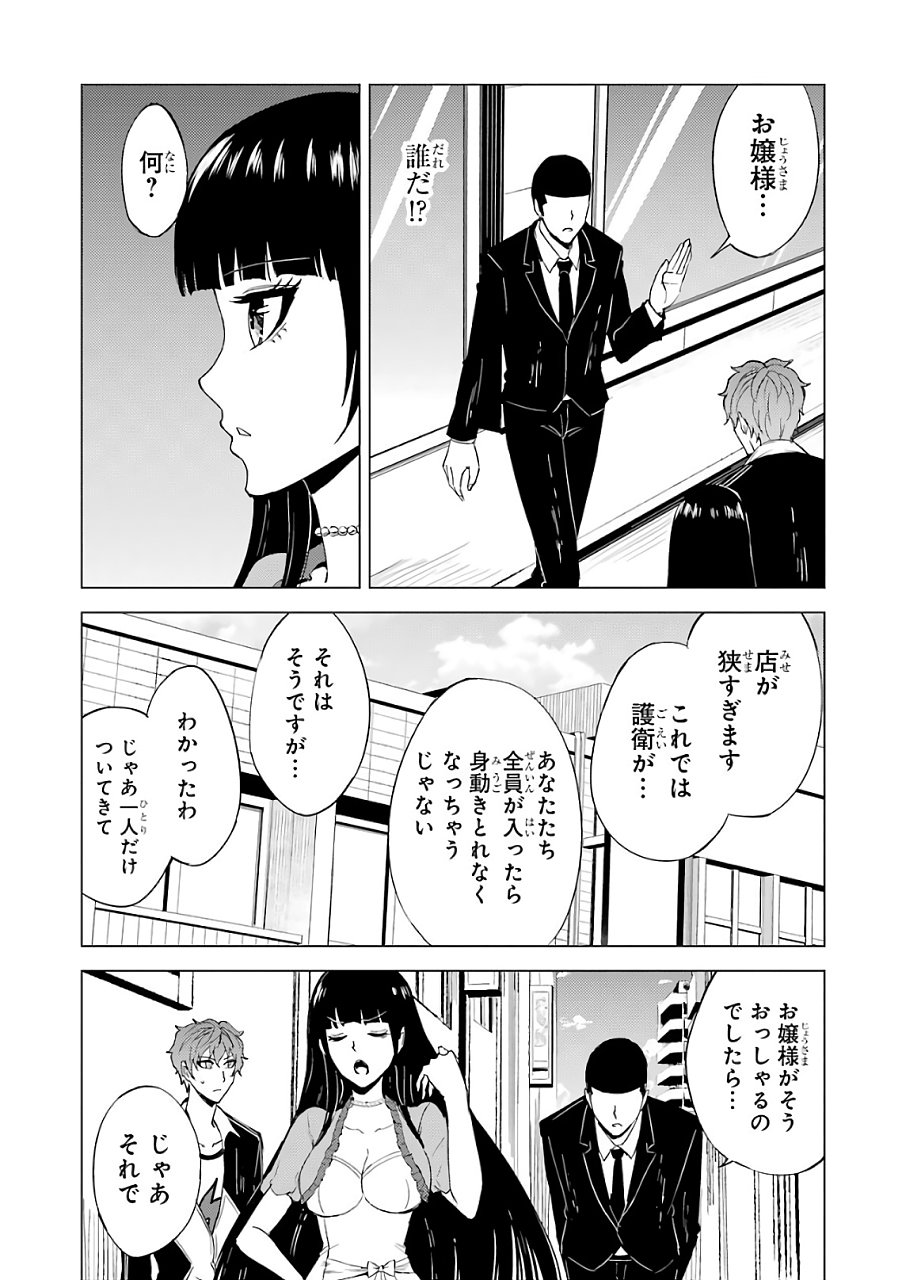 お嬢様…
誰だ!?
何?
店が
狭すぎます
これでは
護衛が…
あなたたち
全員が入ったら
身動きとれなく
なっちゃう
じゃない
それは
そうですが…
わかったわ
じゃあ一人だけ
ついてきて
お嬢様がそう
おっしゃるの
でしたら…
じゃあ
それで